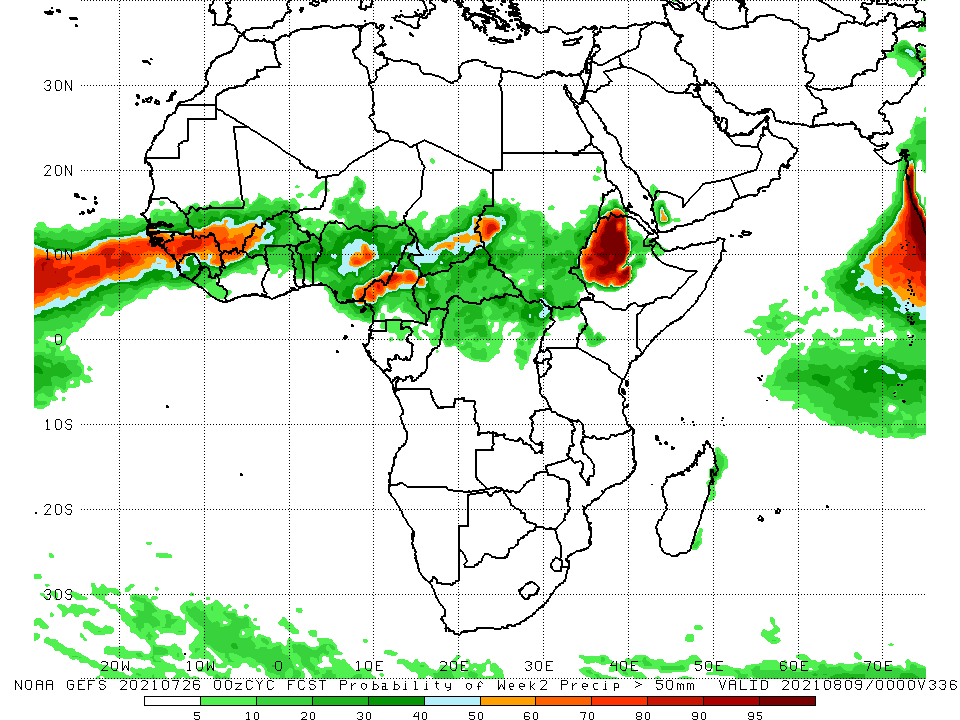 30N
20N
10N
0
10S
20S
30S
20W 10W 0 10E 20E 30E 40E 50E 60E 70E
NOAA GEFS 20210726 00zCYC FCST Probability of Week2 Precip > 50mm VALID 20210809/0000V336
5 10 20 30 40 50 60 70 80 90 95